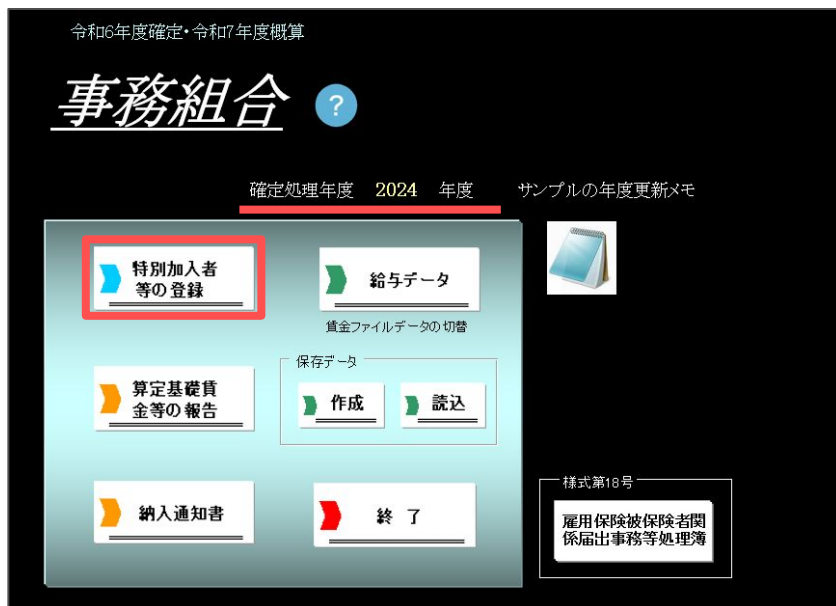 令和6年度確定・令和7年度概算
事務組合 ?
確定処理年度 2024 年度 サンプルの年度更新メモ
特別加入者
等の登録
給与データ
賃金ファイルデータの切替
保存データ
算定基礎賃
金等の報告
作成
読込
納入通知書
終 了
様式第18号
雇用保険被保険者関
係届出事務等処理簿